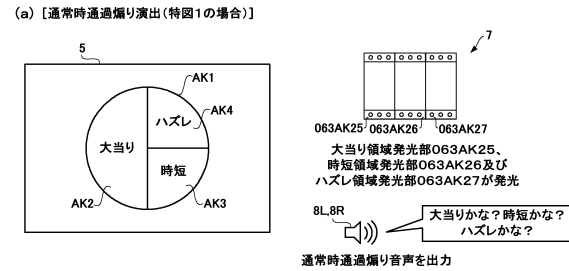 (a) [通常時通過煽り演出(特図1の場合)]
5
AK1
ハズレ
AK4
大当り
時短
AK2
AK3
7
063AK25 063AK26 063AK27
大当り領域発光部063AK25、
時短領域発光部063AK26及び
ハズレ領域発光部063AK27が発光
8L,8R
大当りかな?時短かな?
ハズレかな?
通常時通過煽り音声を出力